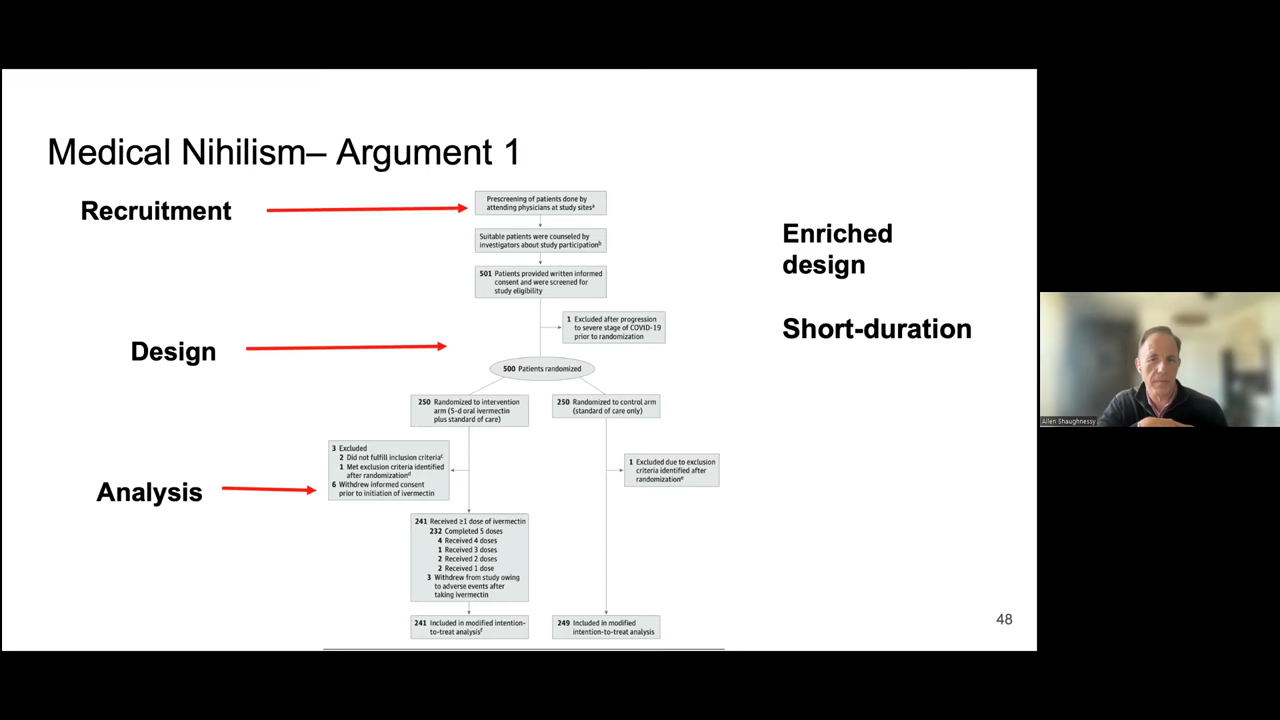 Medical Nihilism– Argument 1
Recruitment
Design
Analysis
Prescreening of patients done by
attending physicians at study sitesa
Suitable patients were counseled by
investigators about study participationb
501 Patients provided written informed
consent and were screened for
study eligibility
1 Excluded after progression
to severe stage of COVID-19
prior to randomization
500 Patients randomized
250 Randomized to intervention
arm (5-d oral ivermectin
plus standard of care)
250 Randomized to control arm
(standard of care only)
3 Excluded
2 Did not fulfill inclusion criteriac
1 Met exclusion criteria identified
after randomizationd
6 Withdrew informed consent
prior to initiation of ivermectin
1 Excluded due to exclusion
criteria identified after
randomizatione
241 Received ≥1 dose of ivermectin
232 Completed 5 doses
4 Received 4 doses
1 Received 3 doses
2 Received 2 doses
2 Received 1 dose
3 Withdrew from study owing
to adverse events after
taking ivermectin
241 Included in modified intention-
to-treat analysisf
249 Included in modified
intention-to-treat analysis
Enriched
design
Short-duration
48
Allen Shaughnessy